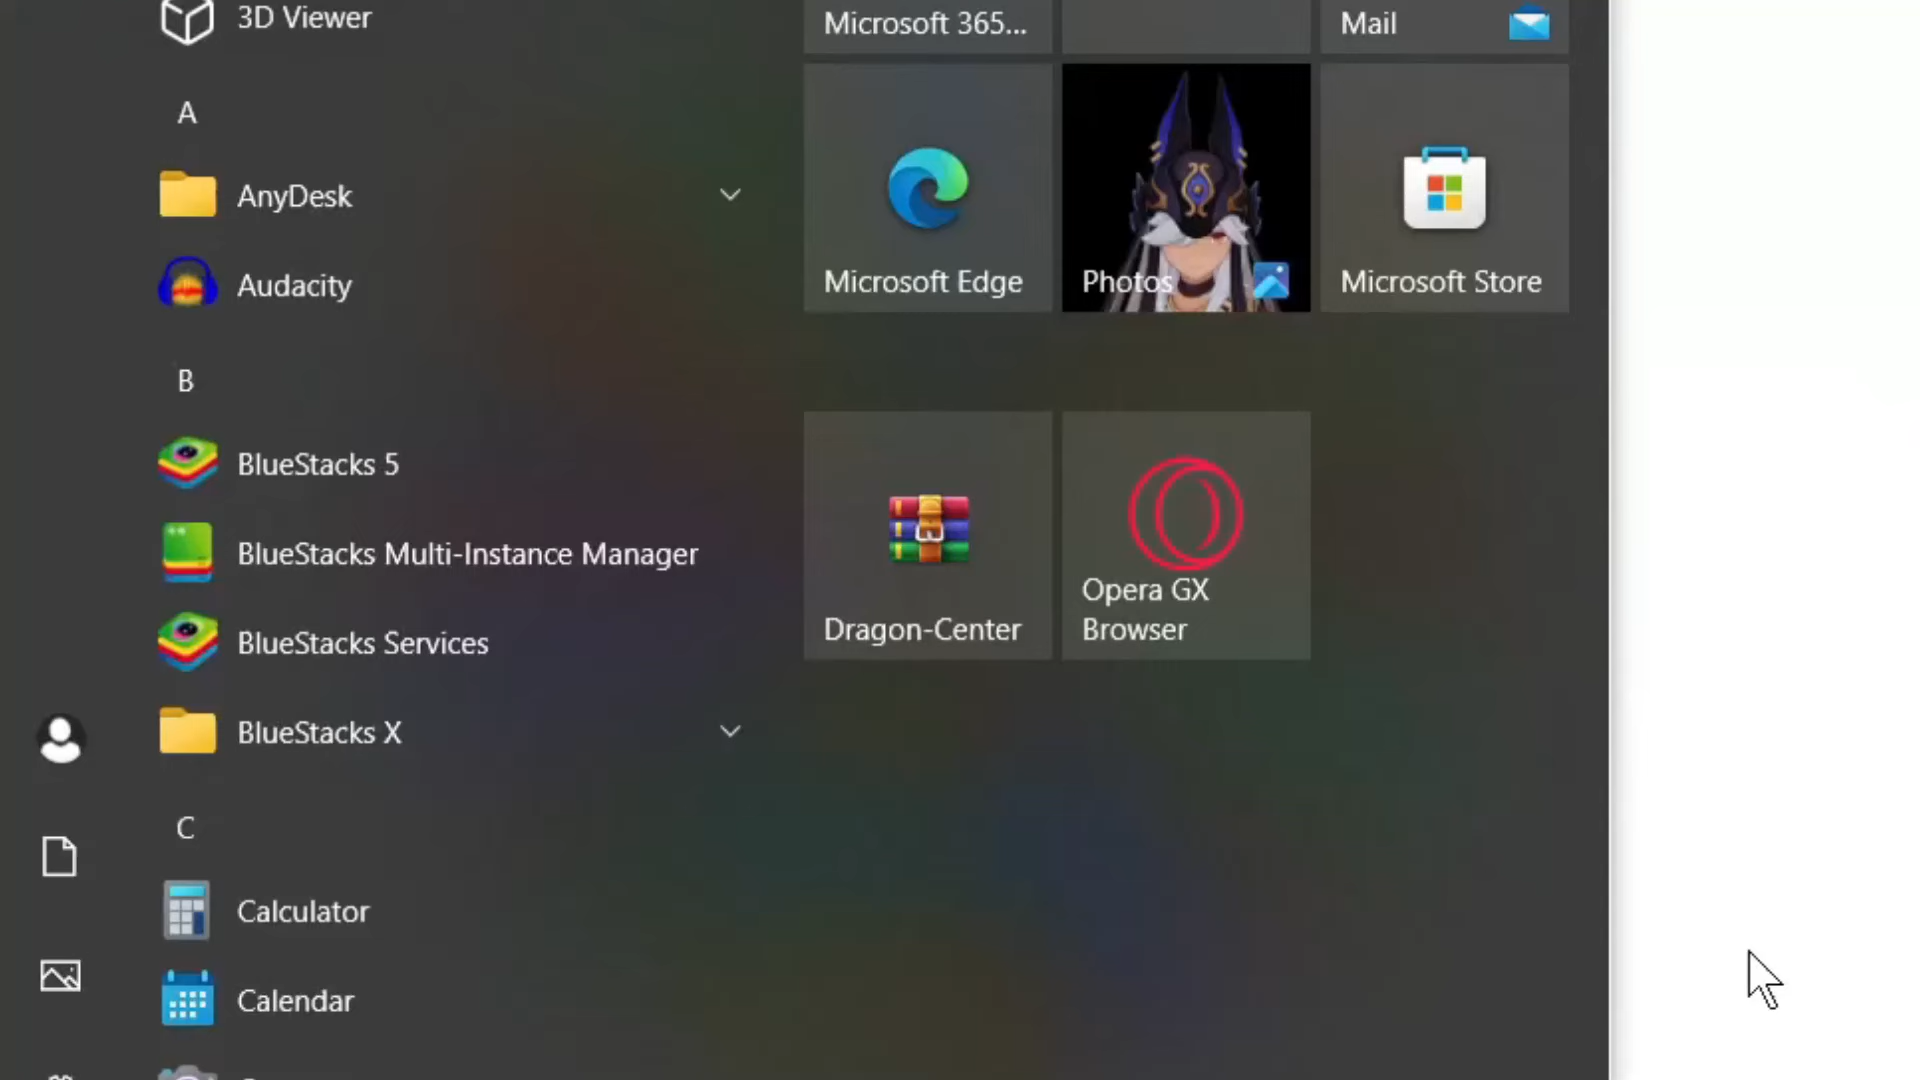 3D Viewer
A
AnyDesk
Audacity
B
BlueStacks 5
BlueStacks Multi-Instance Manager
BlueStacks Services
BlueStacks X
C
Calculator
Calendar
Microsoft 365...
Mail
Microsoft Edge
Photos
Microsoft Store
Dragon-Center
Opera GX
Browser